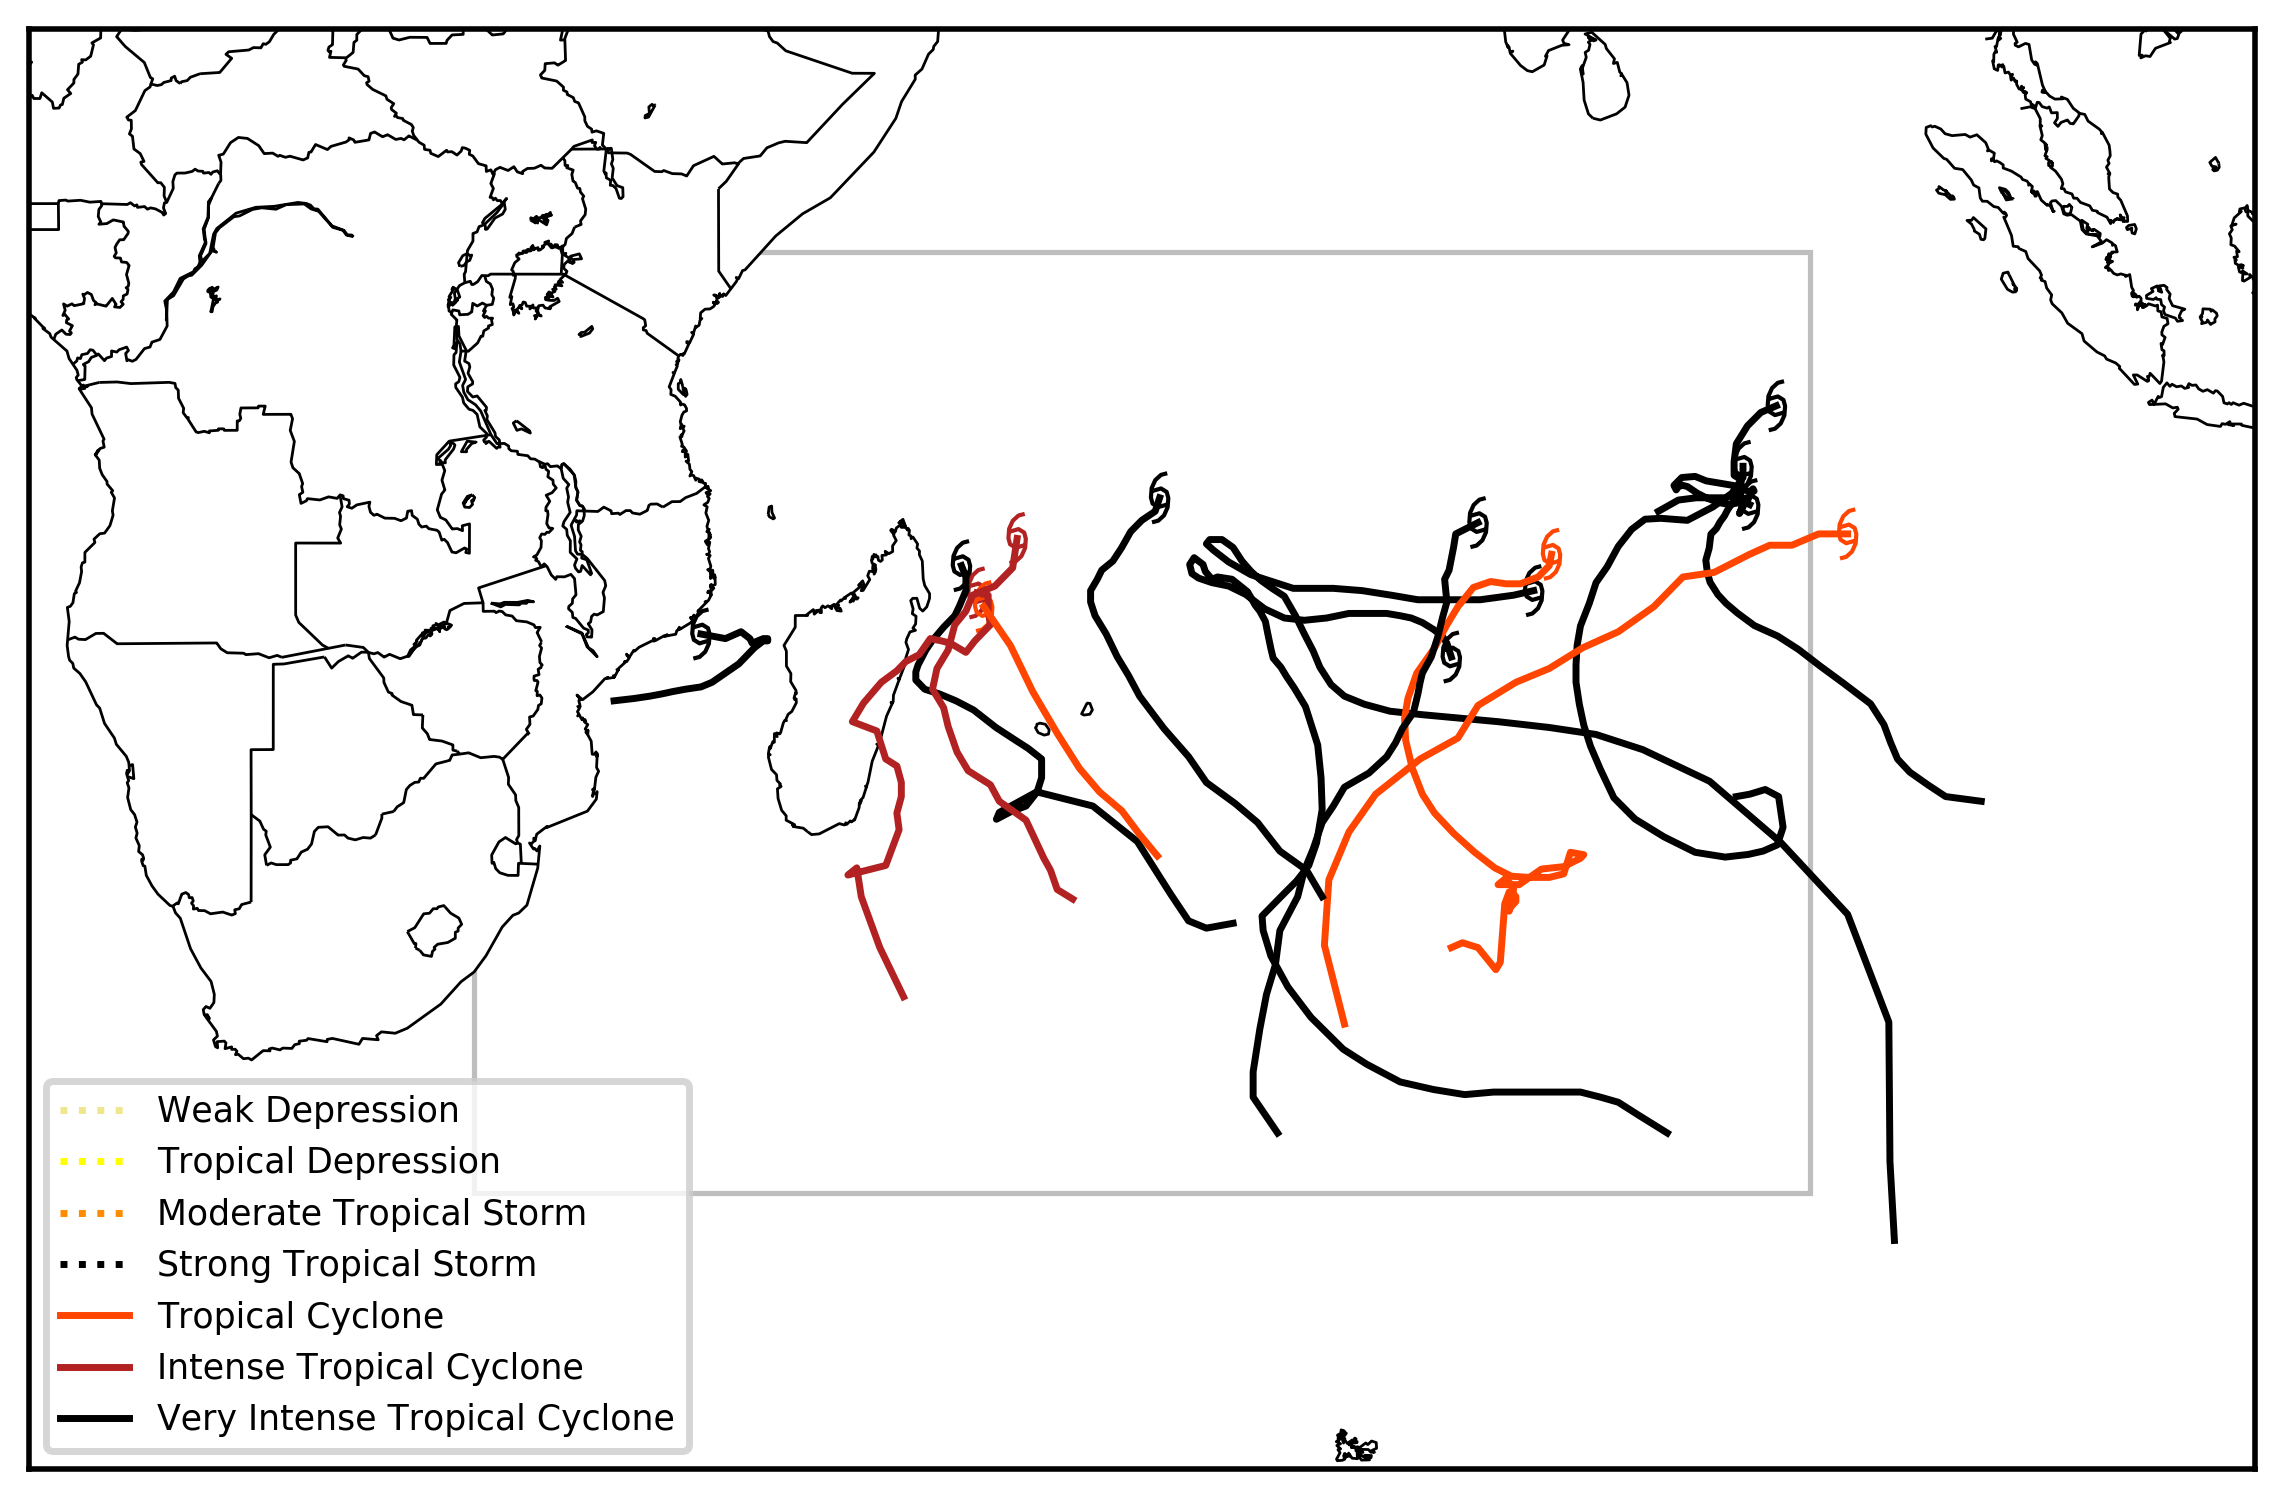 Weak Depression
Tropical Depression
Moderate Tropical Storm
Strong Tropical Storm
Tropical Cyclone
Intense Tropical Cyclone
Very Intense Tropical Cyclone